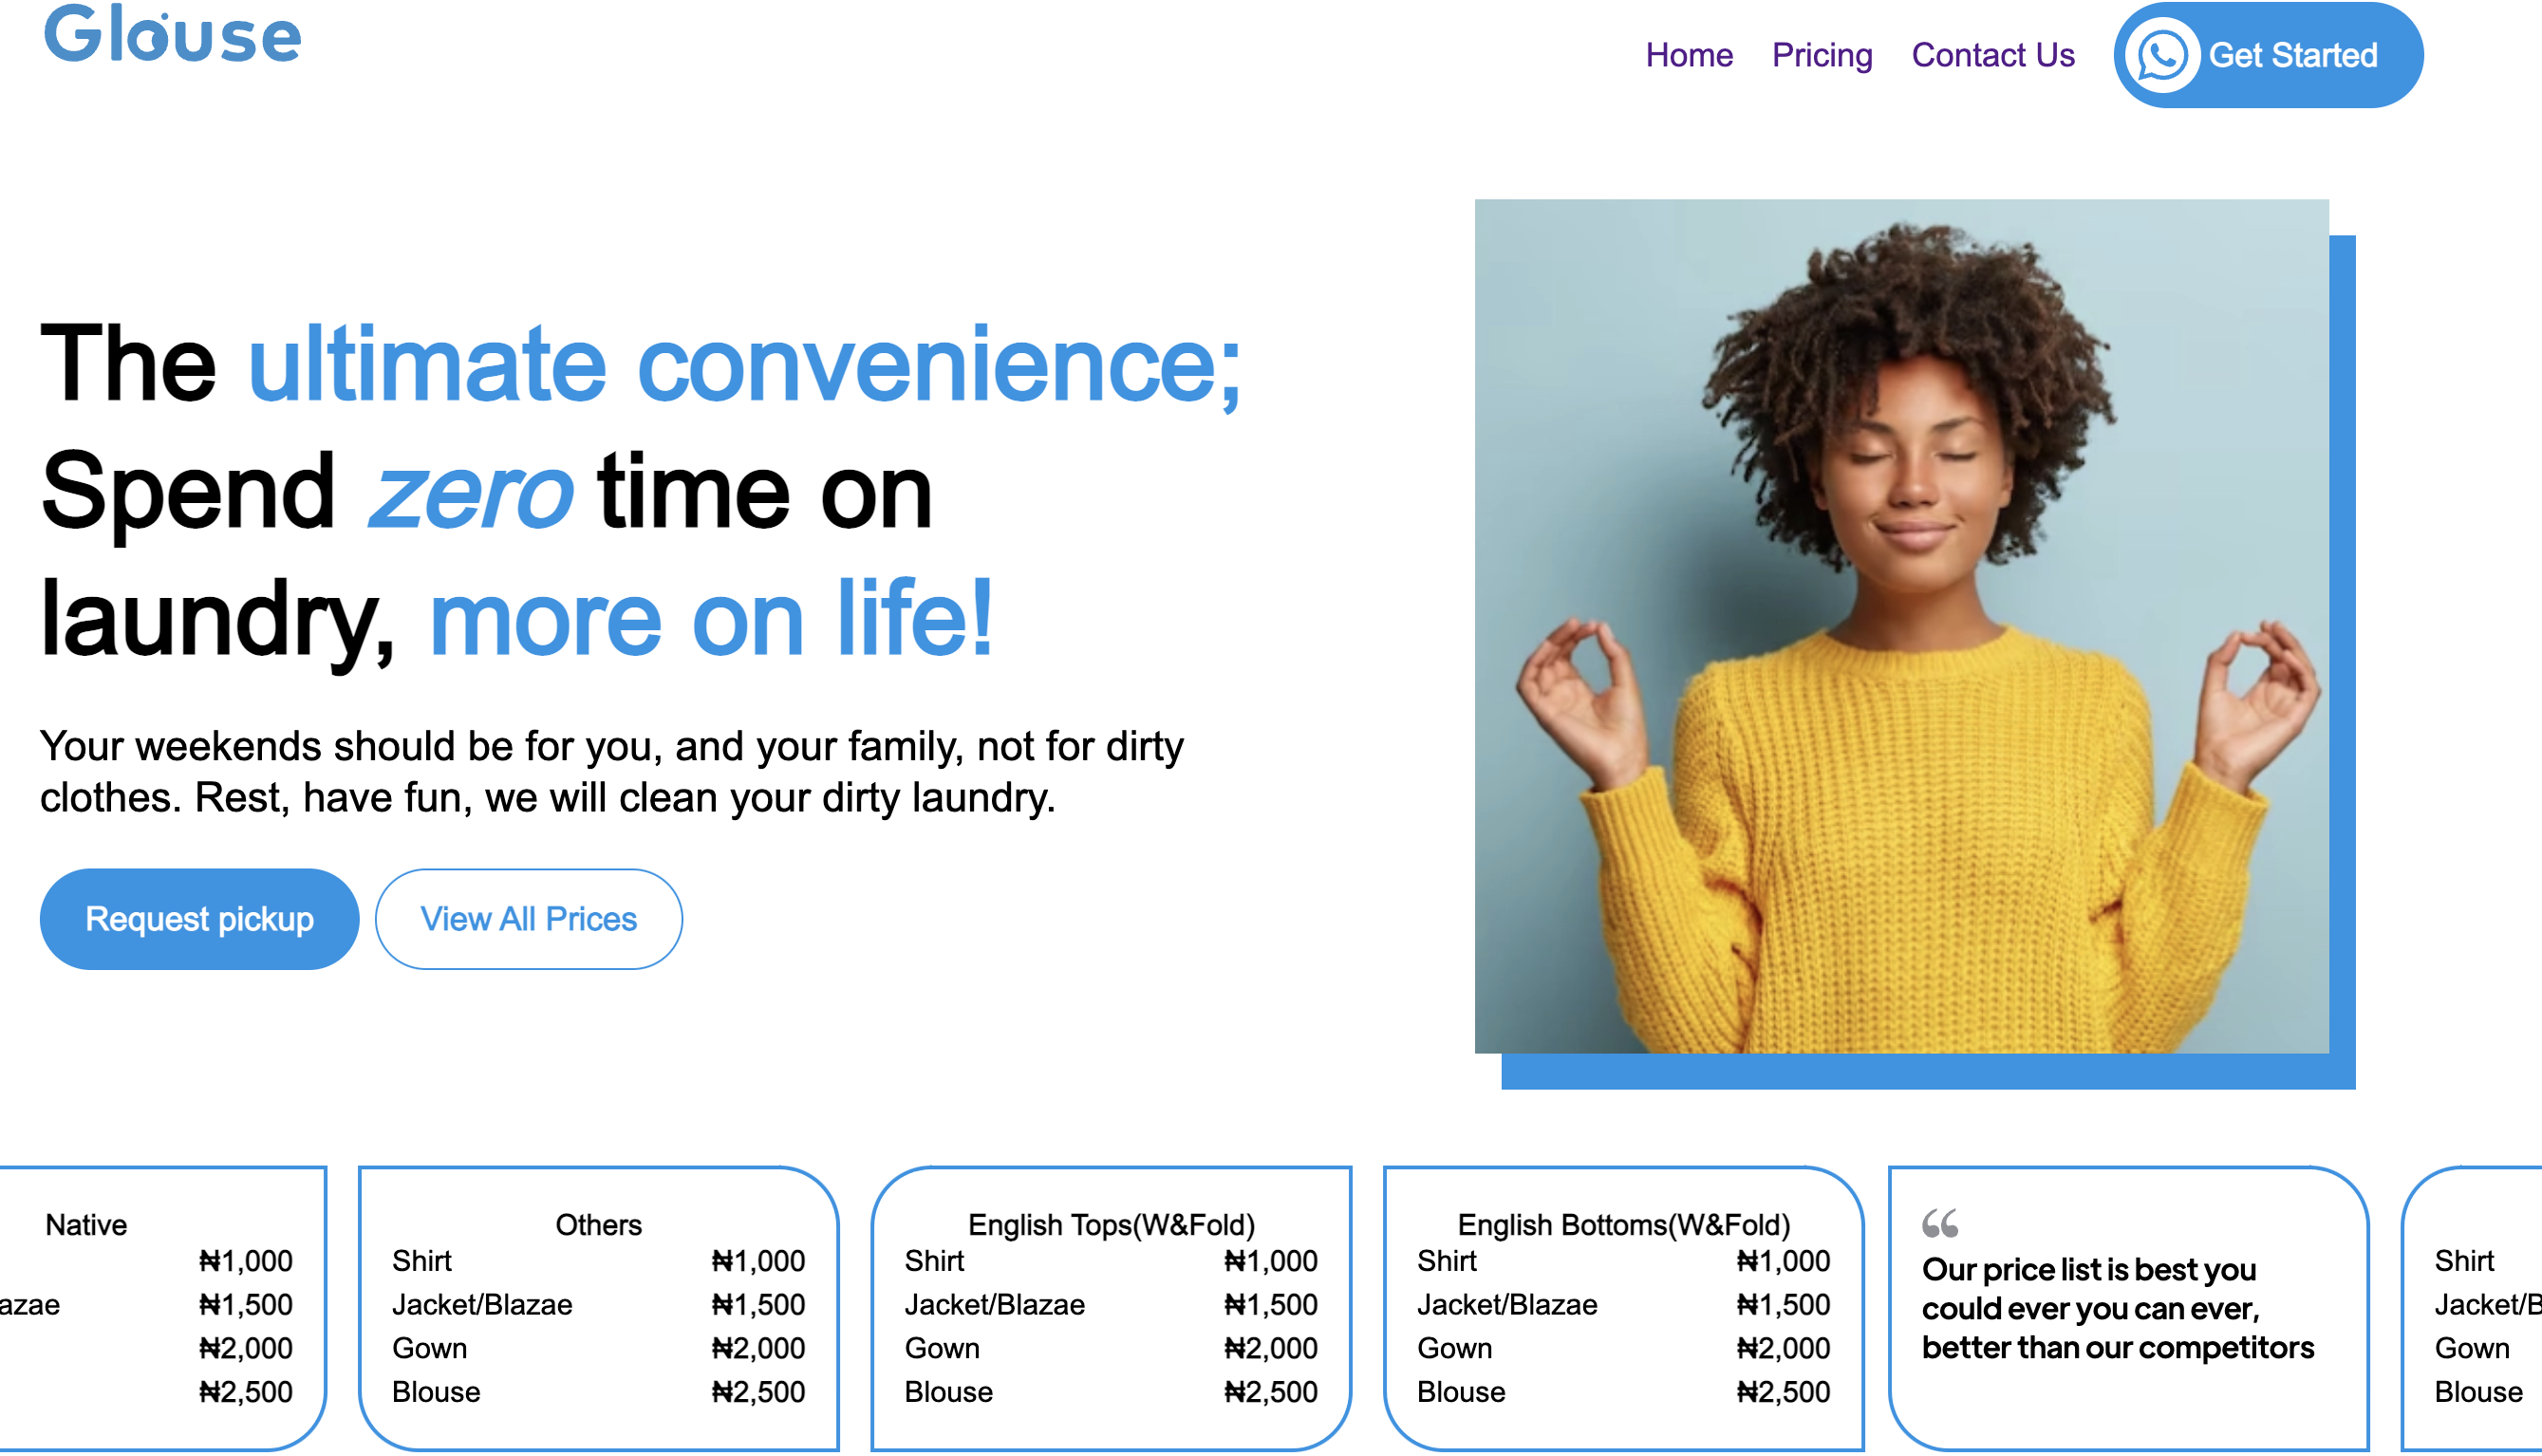 Glouse
Home Pricing Contact Us Get Started
The ultimate convenience;
Spend zero time on
laundry, more on life!
Your weekends should be for you, and your family, not for dirty
clothes. Rest, have fun, we will clean your dirty laundry.
Request pickup View All Prices
Native
₦1,000
azae ₦1,500
₦2,000
₦2,500
Others
Shirt ₦1,000
Jacket/Blazae ₦1,500
Gown ₦2,000
Blouse ₦2,500
English Tops(W&Fold)
Shirt ₦1,000
Jacket/Blazae ₦1,500
Gown ₦2,000
Blouse ₦2,500
English Bottoms(W&Fold)
Shirt ₦1,000
Jacket/Blazae ₦1,500
Gown ₦2,000
Blouse ₦2,500
“
Our price list is best you
could ever you can ever,
better than our competitors
Shirt
Jacket/B
Gown
Blouse